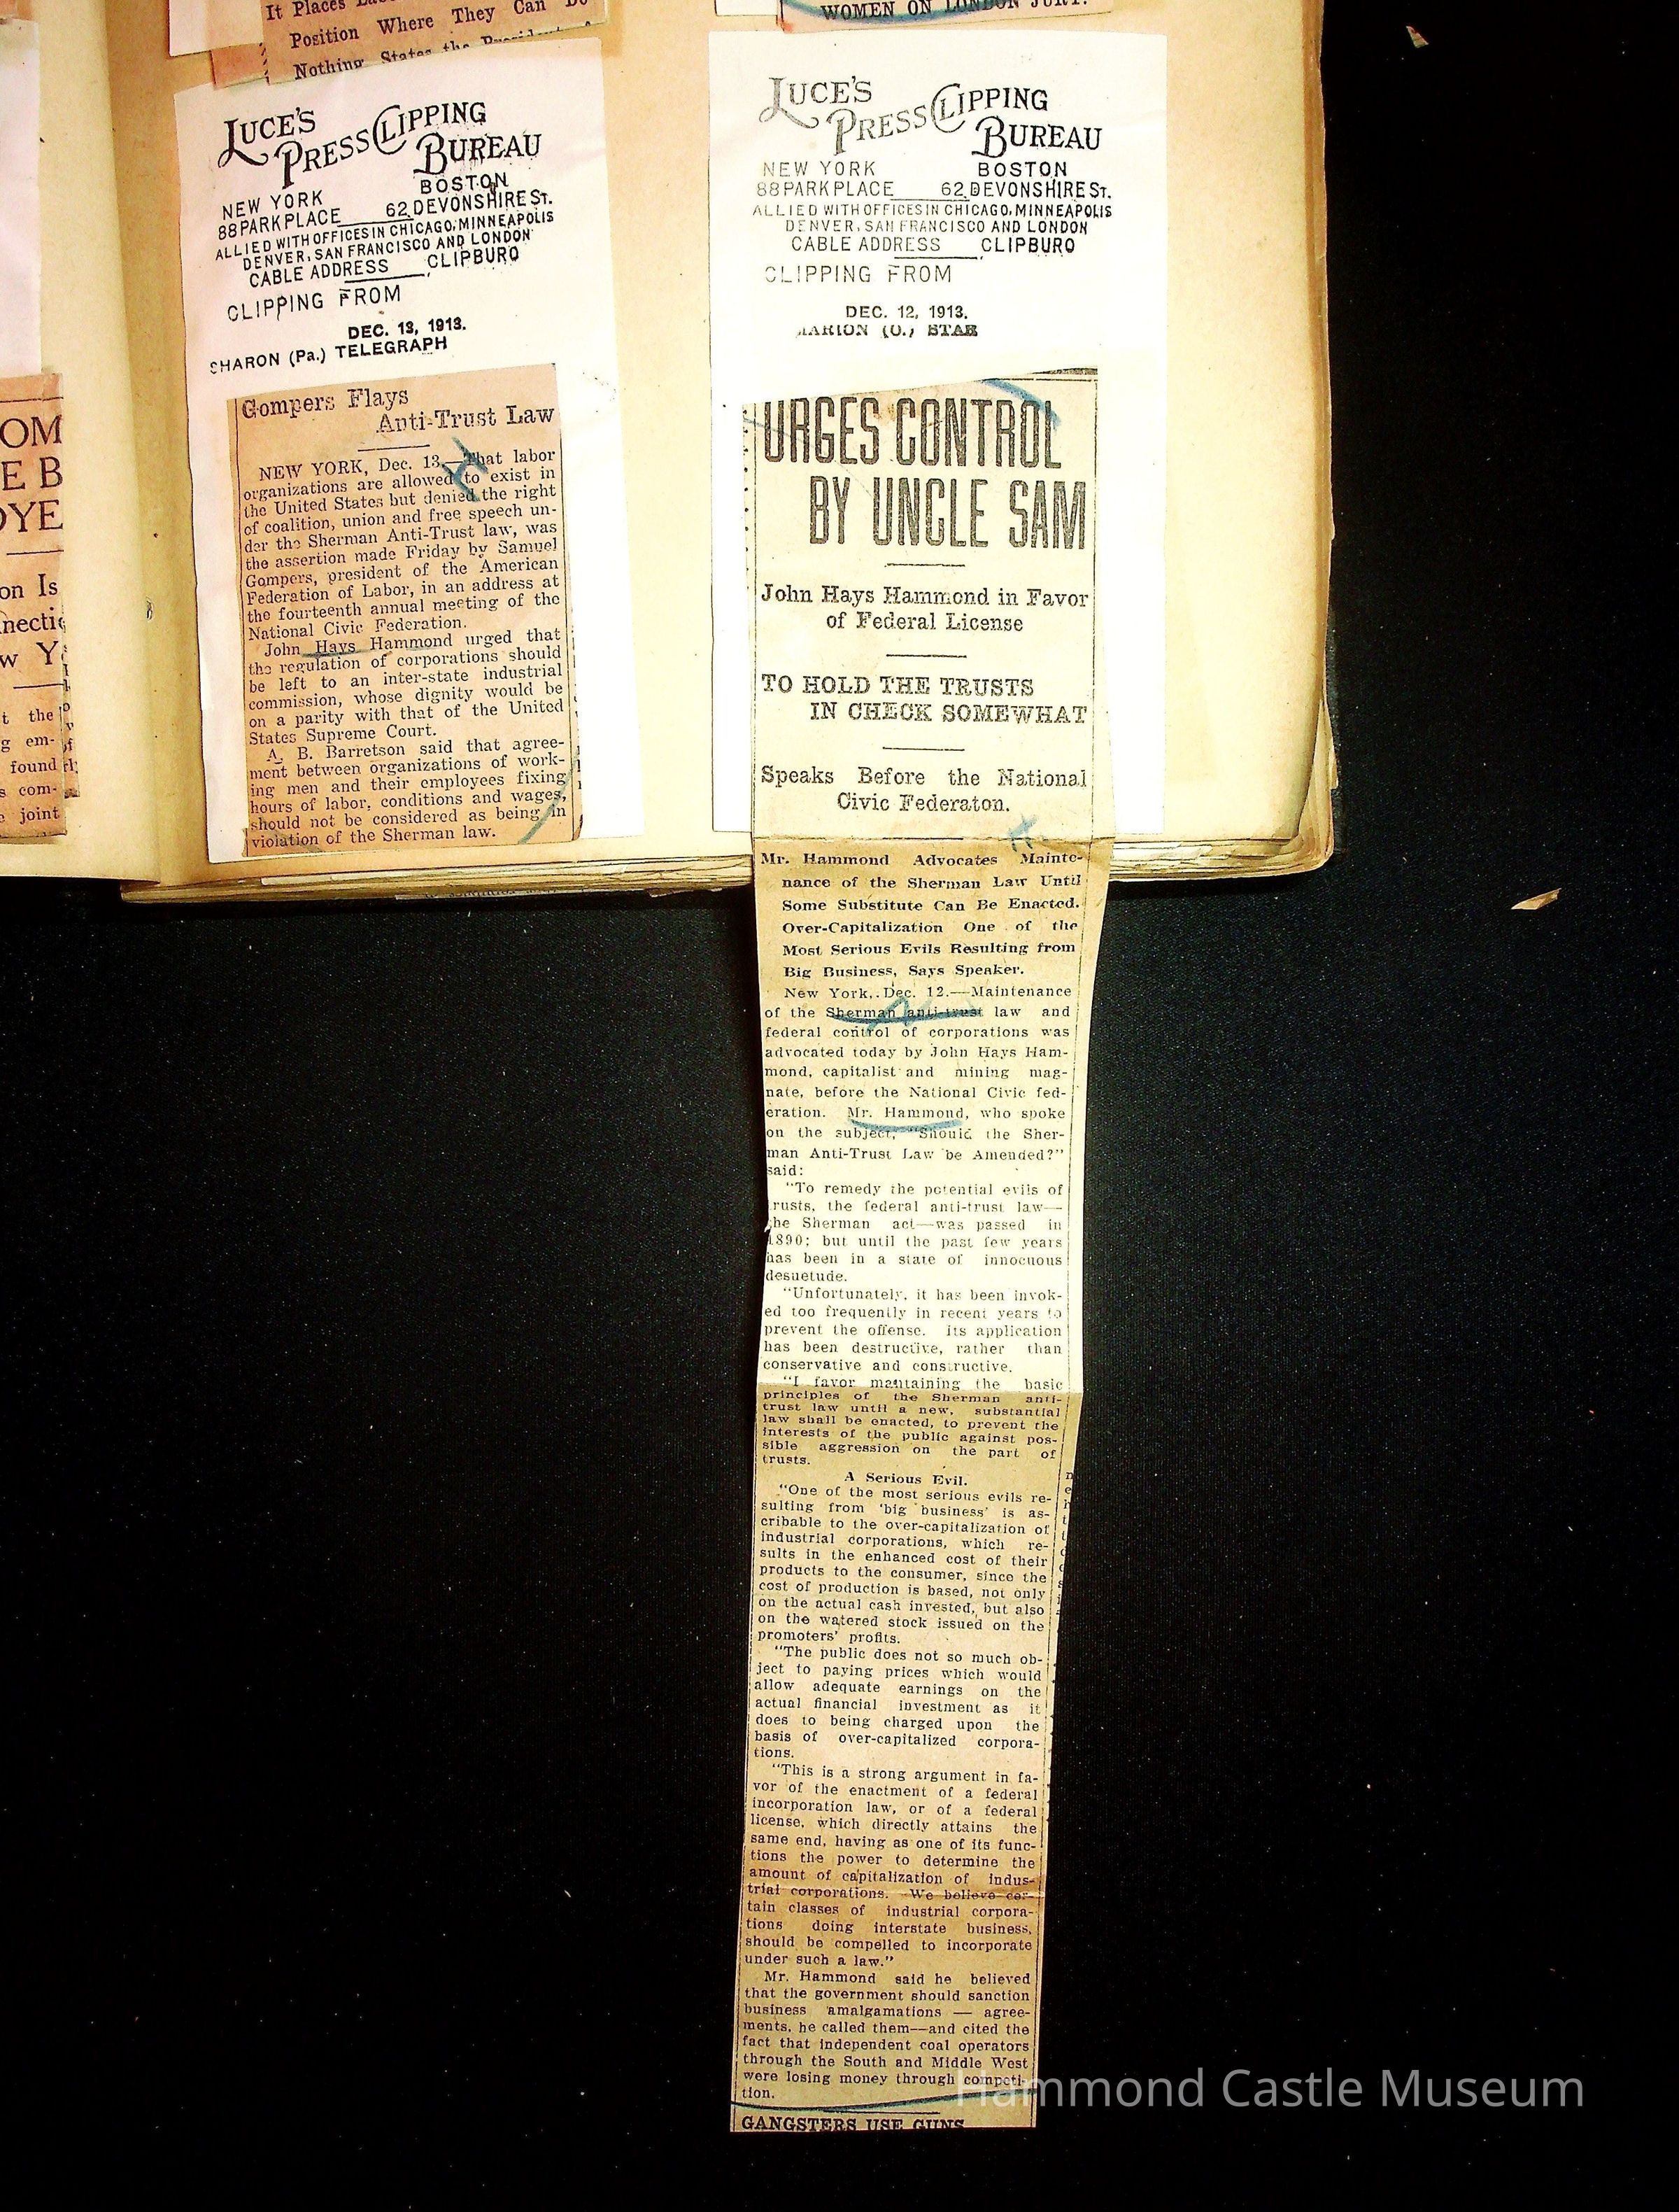 It Places
Position Where They Can
Nothing States the
WOMEN ON LONDON JURY.
OM
E B
OYE
on Is
w Y
t the
g em-
found
s com-
joint
LUCE'S
PRESS CLIPPING
BUREAU
NEW YORK BOSTON
88 PARK PLACE 62 DEVONSHIRE ST.
ALLIED WITH OFFICES IN CHICAGO, MINNEAPOLIS
DENVER, SAN FRANCISCO AND LONDON
CABLE ADDRESS CLIPBURO
CLIPPING FROM
DEC. 13, 1913.
SHARON (Pa.) TELEGRAPH
Gompers Flays
Anti-Trust Law
NEW YORK, Dec. 13.—That labor
organizations are allowed to exist in
the United States but denied the right
of coalition, union and free speech un-
der the Sherman Anti-Trust law, was
the assertion made Friday by Samuel
Gompers, president of the American
Federation of Labor, in an address at
the fourteenth annual meeting of the
National Civic Federation.
John Hays Hammond urged that
the regulation of corporations should
be left to an inter-state industrial
commission, whose dignity would be
on a parity with that of the United
States Supreme Court.
A. B. Barretson said that agree-
ment between organizations of work-
ing men and their employees fixing
hours of labor, conditions and wages,
should not be considered as being in
violation of the Sherman law.
LUCE'S
PRESS CLIPPING
BUREAU
NEW YORK BOSTON
88 PARK PLACE 62 DEVONSHIRE ST.
ALLIED WITH OFFICES IN CHICAGO, MINNEAPOLIS
DENVER, SAN FRANCISCO AND LONDON
CABLE ADDRESS CLIPBURO
CLIPPING FROM
DEC. 12, 1913.
MARION (O.) STAR
URGES CONTROL
BY UNCLE SAM
John Hays Hammond in Favor
of Federal License
TO HOLD THE TRUSTS
IN CHECK SOMEWHAT
Speaks Before the National
Civic Federaton.
Mr. Hammond Advocates Mainte-
nance of the Sherman Law Until
Some Substitute Can Be Enacted.
Over-Capitalization One of the
Most Serious Evils Resulting from
Big Business, Says Speaker.
New York, Dec. 12.—Maintenance
of the Sherman anti-trust law and
federal control of corporations was
advocated today by John Hays Ham-
mond, capitalist and mining mag-
nate, before the National Civic fed-
eration. Mr. Hammond, who spoke
on the subject, "Should the Sher-
man Anti-Trust Law be Amended?"
said:
"To remedy the potential evils of
trusts, the federal anti-trust law—
the Sherman act—was passed in
1890; but until the past few years
has been in a state of innocuous
desuetude.
"Unfortunately, it has been invok-
ed too frequently in recent years to
prevent the offense. its application
has been destructive, rather than
conservative and constructive.
"I favor mantaining the basic
principles of the Sherman anti-
trust law until a new, substantial
law shall be enacted, to prevent the
interests of the public against pos-
sible aggression on the part of
trusts.
A Serious Evil.
"One of the most serious evils re-
sulting from 'big business' is as-
cribable to the over-capitalization of
industrial corporations, which re-
sults in the enhanced cost of their
products to the consumer, since the
cost of production is based, not only
on the actual cash invested, but also
on the watered stock issued on the
promoters' profits.
"The public does not so much ob-
ject to paying prices which would
allow adequate earnings on the
actual financial investment as it
does to being charged upon the
basis of over-capitalized corpora-
tions.
"This is a strong argument in fa-
vor of the enactment of a federal
incorporation law, or of a federal
license, which directly attains the
same end, having as one of its func-
tions the power to determine the
amount of capitalization of indus-
trial corporations. We believe cer-
tain classes of industrial corpora-
tions doing interstate business,
should be compelled to incorporate
under such a law."
Mr. Hammond said he believed
that the government should sanction
business amalgamations — agree-
ments, he called them—and cited the
fact that independent coal operators
through the South and Middle West
were losing money through competi-
tion.
GANGSTERS USE GUNS
Hammond Castle Museum